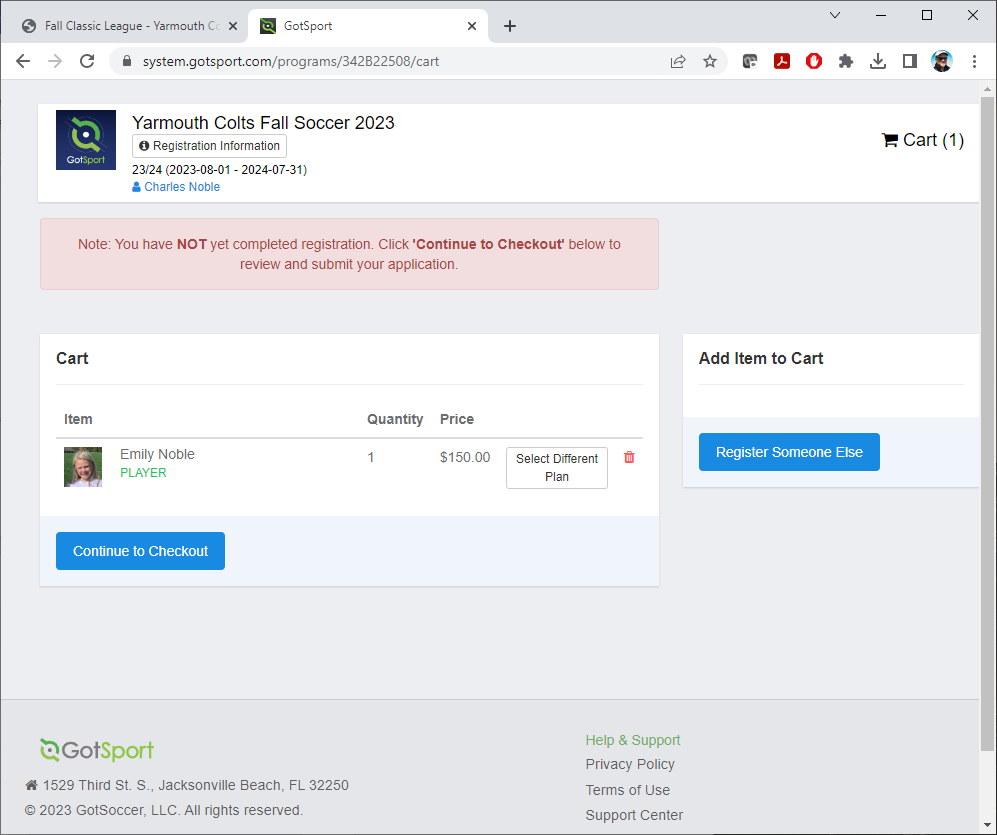 Fall Classic League - Yarmouth Co
GotSport
system.gotsport.com/programs/342B22508/cart
GotSport
Yarmouth Colts Fall Soccer 2023
Registration Information
23/24 (2023-08-01 - 2024-07-31)
Charles Noble
Cart (1)
Note: You have NOT yet completed registration. Click 'Continue to Checkout' below to
review and submit your application.
Cart
Item Quantity Price
Emily Noble 1 $150.00 Select Different
Plan
PLAYER
Continue to Checkout
Add Item to Cart
Register Someone Else
GotSport
1529 Third St. S., Jacksonville Beach, FL 32250
© 2023 GotSoccer, LLC. All rights reserved.
Help & Support
Privacy Policy
Terms of Use
Support Center